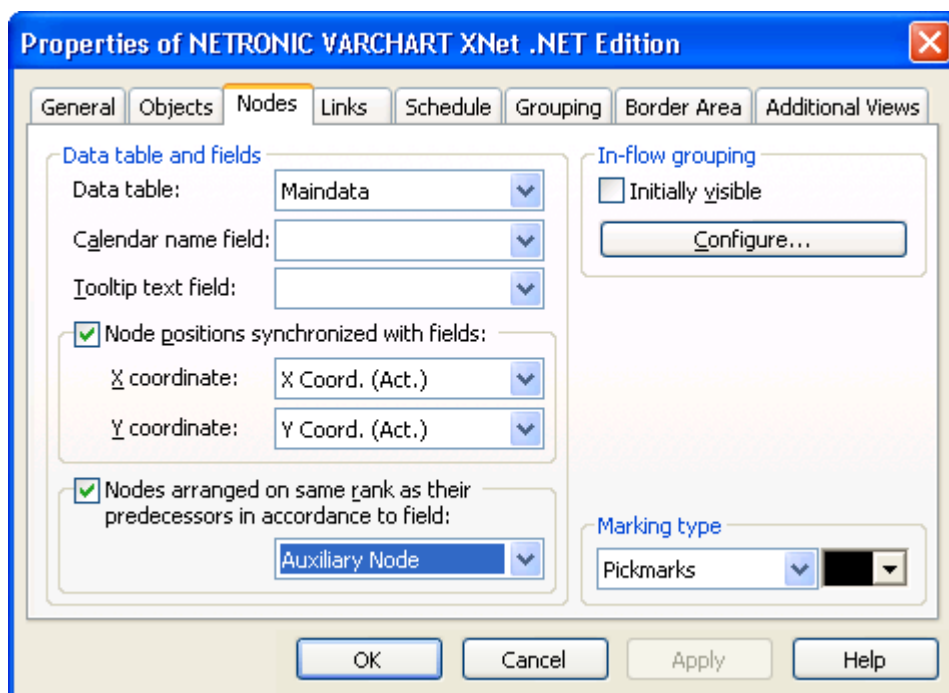 Properties of NETRONIC VARCHART XNet .NET Edition
General Objects Nodes Links Schedule Grouping Border Area Additional Views
Data table and fields
Data table: Maindata
Calendar name field:
Tooltip text field:
Node positions synchronized with fields:
X coordinate: X Coord. (Act.)
Y coordinate: Y Coord. (Act.)
Nodes arranged on same rank as their
predecessors in accordance to field:
Auxiliary Node
In-flow grouping
Initially visible
Configure...
Marking type
Pickmarks
OK Cancel Apply Help